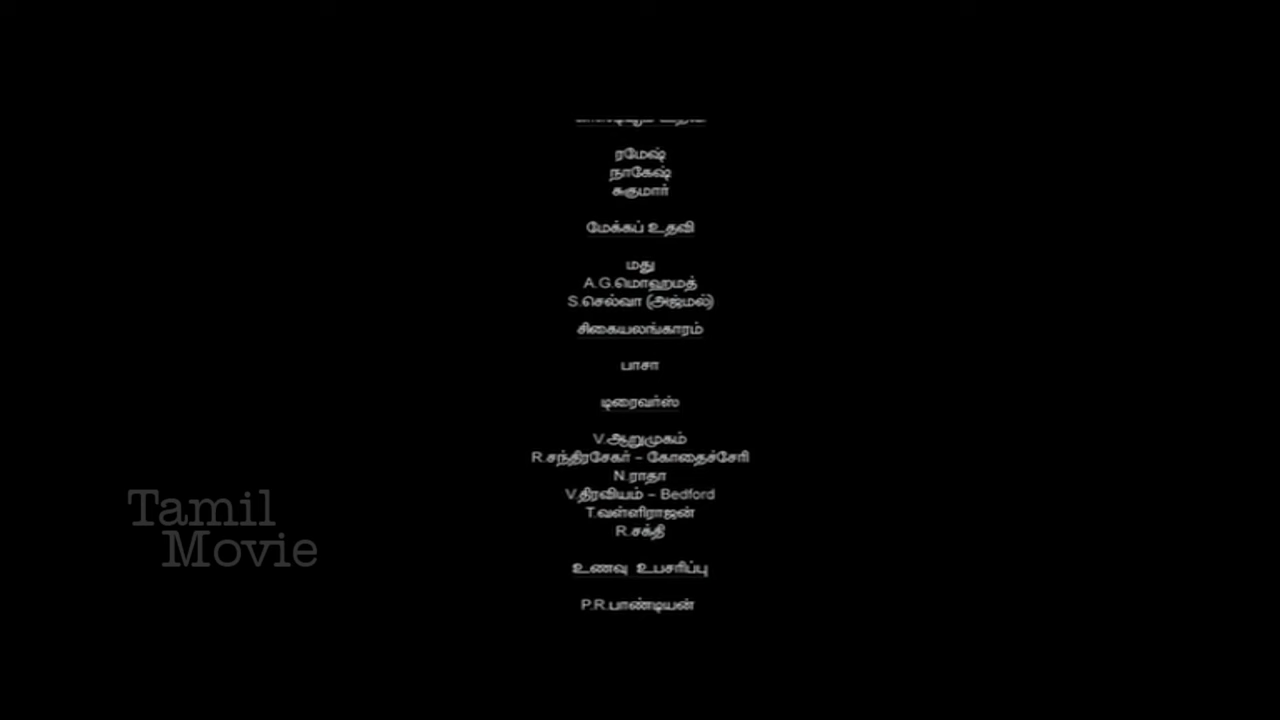 ரமேஷ்
நாகேஷ்
சுகுமார்
மேக்கப் உதவி
மது
A.G.மொஹமத்
S.செல்வா (அஜ்மல்)
சிகையலங்காரம்
பாசா
டிரைவர்ஸ்
V.ஆறுமுகம்
R.சந்திரசேகர் – கோதைச்சேரி
N.ராதா
V.திரவியம் – Bedford
T.வள்ளிராஜன்
R.சக்தி
உணவு உபசரிப்பு
P.R.பாண்டியன்
Tamil
Movie